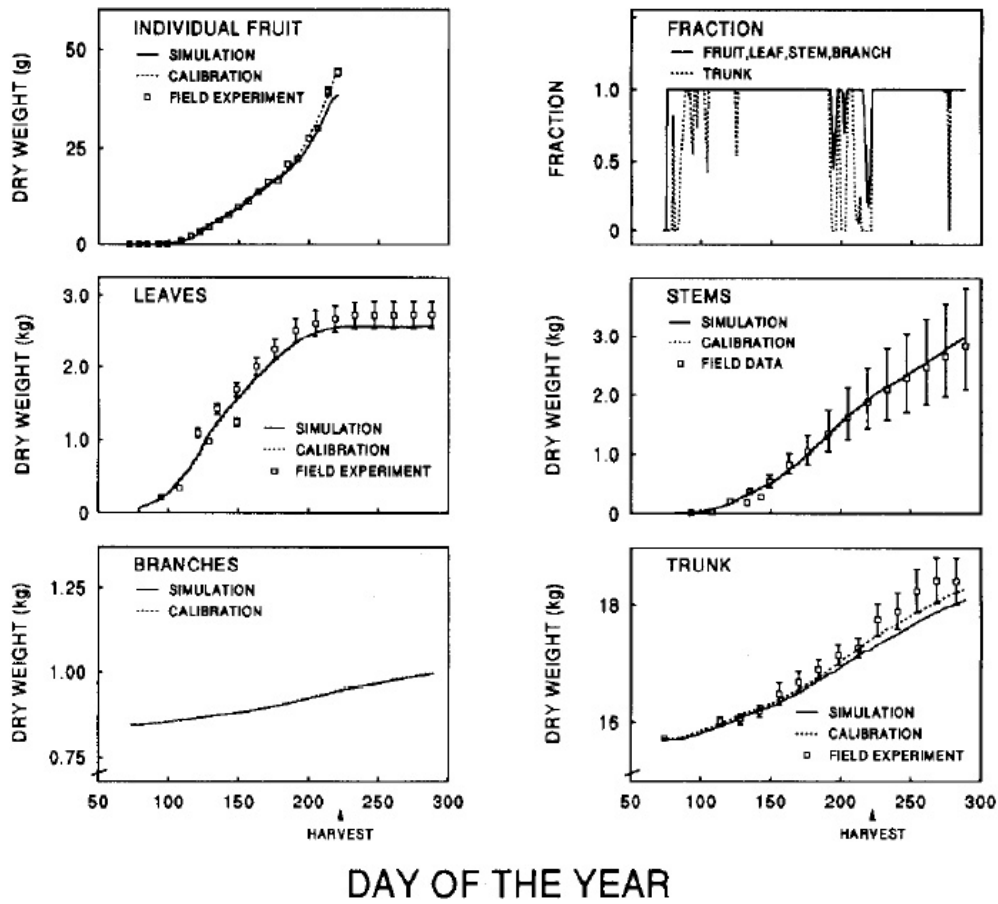 INDIVIDUAL FRUIT
SIMULATION
CALIBRATION
FIELD EXPERIMENT
DRY WEIGHT (g)
50
25
0
FRACTION
FRUIT,LEAF,STEM,BRANCH
TRUNK
FRACTION
1.0
0.5
0
LEAVES
SIMULATION
CALIBRATION
FIELD EXPERIMENT
DRY WEIGHT (kg)
3.0
2.0
1.0
0
STEMS
SIMULATION
CALIBRATION
FIELD DATA
DRY WEIGHT (kg)
3.0
2.0
1.0
0
BRANCHES
SIMULATION
CALIBRATION
DRY WEIGHT (kg)
1.25
1.00
0.75
50 100 150 200 250 300
HARVEST
TRUNK
SIMULATION
CALIBRATION
FIELD EXPERIMENT
DRY WEIGHT (kg)
18
16
50 100 150 200 250 300
HARVEST
DAY OF THE YEAR